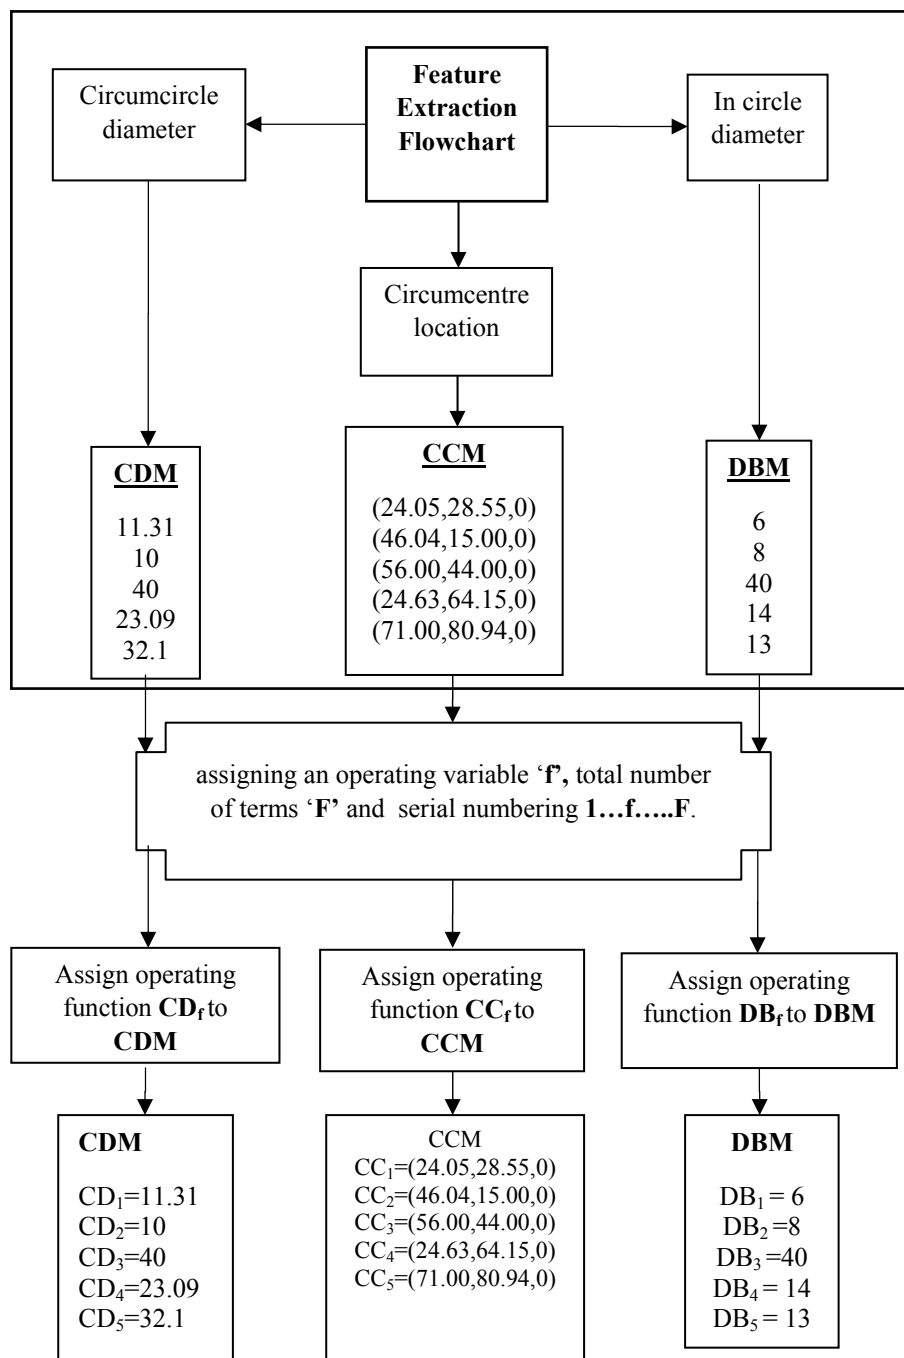 Feature
Extraction
Flowchart
Circumcircle
diameter
In circle
diameter
Circumcentre
location
CDM
11.31
10
40
23.09
32.1
CCM
(24.05,28.55,0)
(46.04,15.00,0)
(56.00,44.00,0)
(24.63,64.15,0)
(71.00,80.94,0)
DBM
6
8
40
14
13
assigning an operating variable ‘f’, total number
of terms ‘F’ and serial numbering 1…f…..F.
Assign operating
function CDf to
CDM
Assign operating
function CCf to
CCM
Assign operating
function DBf to DBM
CDM
CD1=11.31
CD2=10
CD3=40
CD4=23.09
CD5=32.1
CCM
CC1=(24.05,28.55,0)
CC2=(46.04,15.00,0)
CC3=(56.00,44.00,0)
CC4=(24.63,64.15,0)
CC5=(71.00,80.94,0)
DBM
DB1 = 6
DB2 =8
DB3 =40
DB4 = 14
DB5 = 13